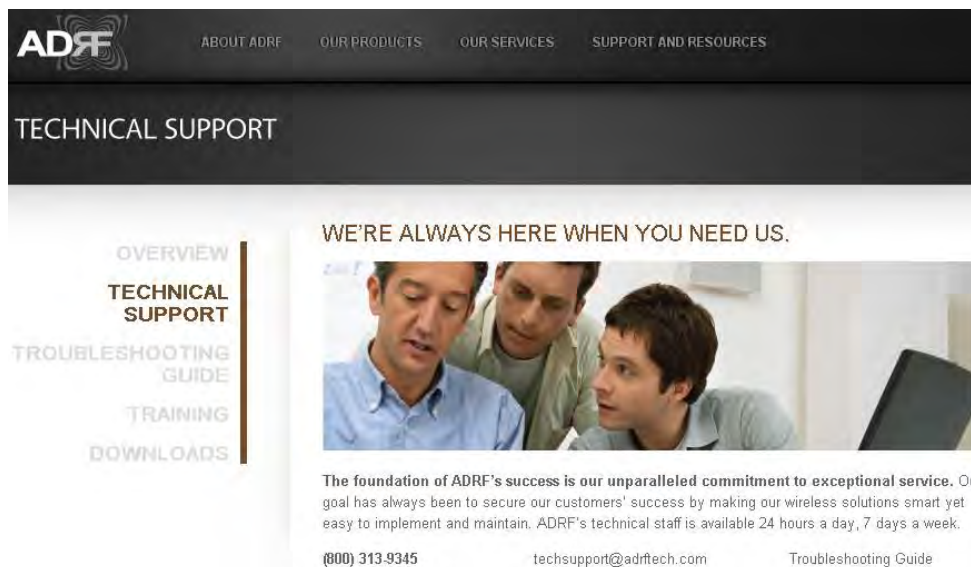 ADRF
ABOUT ADRF
OUR PRODUCTS
OUR SERVICES
SUPPORT AND RESOURCES
TECHNICAL SUPPORT
OVERVIEW
TECHNICAL
SUPPORT
TROUBLESHOOTING
GUIDE
TRAINING
DOWNLOADS
WE'RE ALWAYS HERE WHEN YOU NEED US.
The foundation of ADRF's success is our unparalleled commitment to exceptional service.
goal has always been to secure our customers' success by making our wireless solutions smart yet
easy to implement and maintain. ADRF's technical staff is available 24 hours a day, 7 days a week.
(800) 313-9345
techsupport@adrftech.com
Troubleshooting Guide